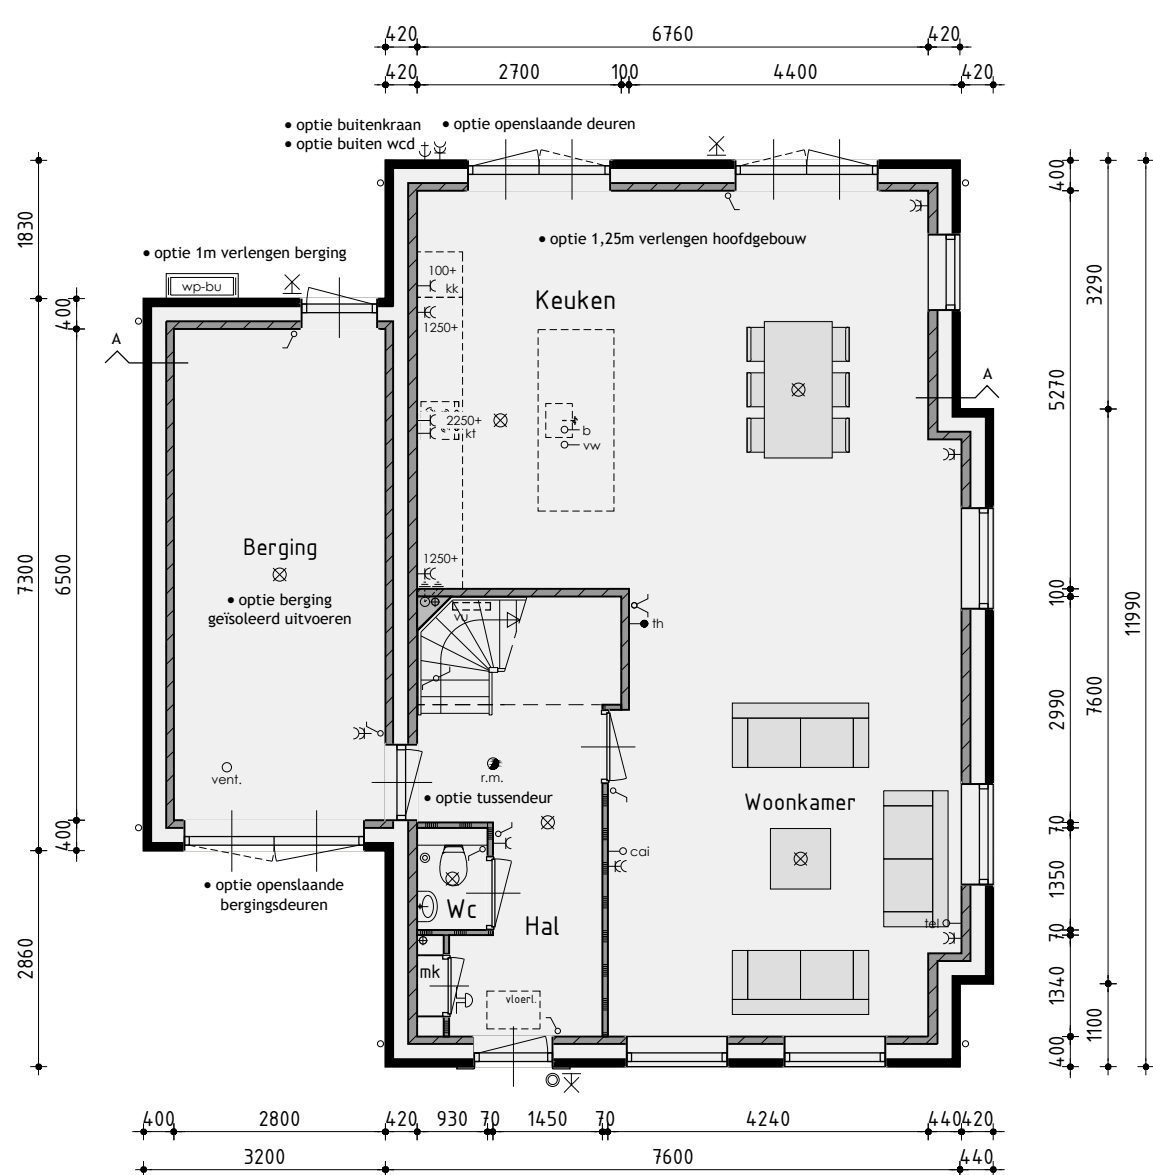 420
6760
420
420
2700
100
4400
420
• optie buitenkraan
• optie openslaande deuren
• optie buiten wcd
400
1830
• optie 1,25m verlengen hoofdgebouw
• optie 1m verlengen berging
wp-bu
100+
kk
3290
Keuken
400
1250+
A
A
5270
2250+
kt
b
vw
Berging
1250+
7300
6500
100
11990
• optie berging
geïsoleerd uitvoeren
vu
th
2990
7600
r.m.
vent.
• optie tussendeur
Woonkamer
400
70
cai
1350
• optie openslaande
bergingsdeuren
Wc
Hal
tel
70
2860
mk
1340
vloerl.
1100
400
400
2800
420
930
70
1450
70
4240
440
420
3200
7600
440